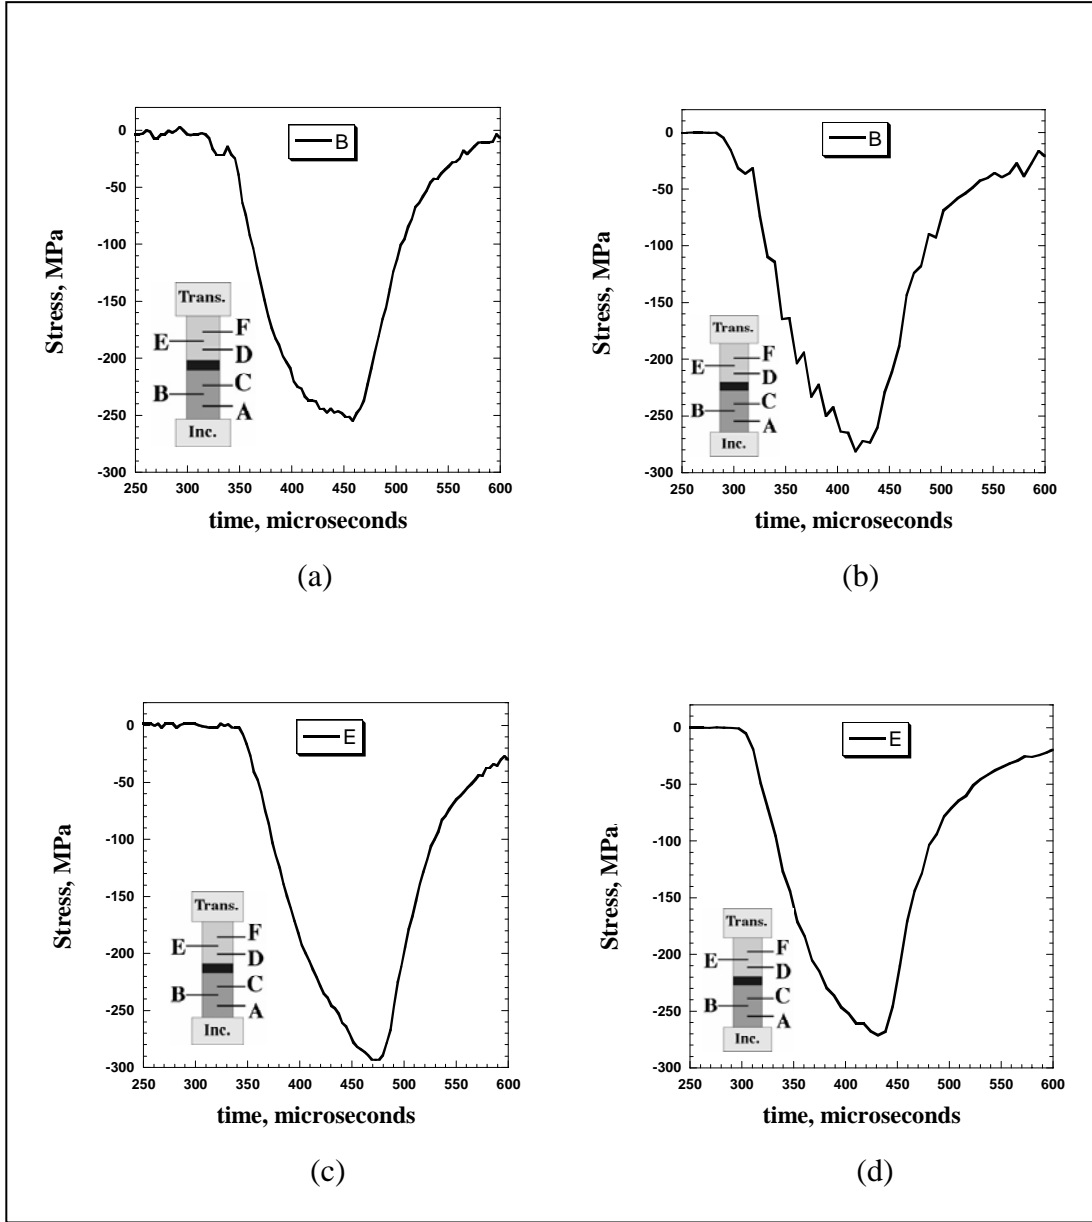 B
0
-50
-100
-150
-200
-250
-300
Stress, MPa
250 300 350 400 450 500 550 600
time, microseconds
Trans.
F
E
D
C
B
A
Inc.
(a)
B
0
-50
-100
-150
-200
-250
-300
Stress, MPa
250 300 350 400 450 500 550 600
time, microseconds
Trans.
F
E
D
C
B
A
Inc.
(b)
E
0
-50
-100
-150
-200
-250
-300
Stress, MPa
250 300 350 400 450 500 550 600
time, microseconds
Trans.
F
E
D
C
B
A
Inc.
(c)
E
0
-50
-100
-150
-200
-250
-300
Stress, MPa
250 300 350 400 450 500 550 600
time, microseconds
Trans.
F
E
D
C
B
A
Inc.
(d)